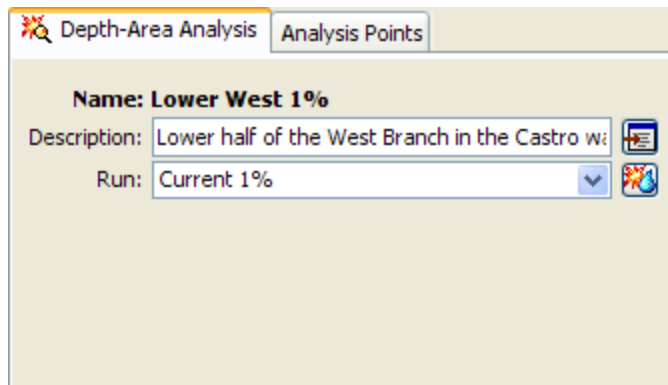 Depth-Area Analysis Analysis Points
Name: Lower West 1%
Description: Lower half of the West Branch in the Castro
Run: Current 1%